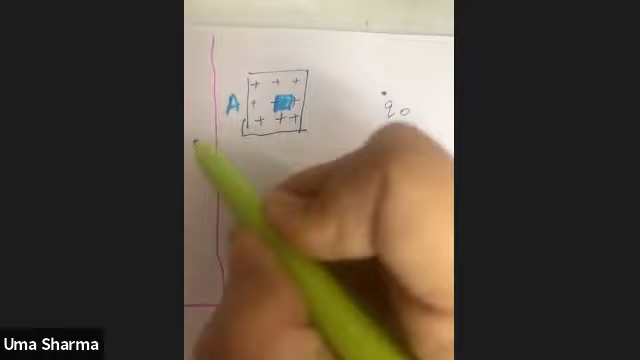 + + +
A + - +
+ + +
q o
Uma Sharma